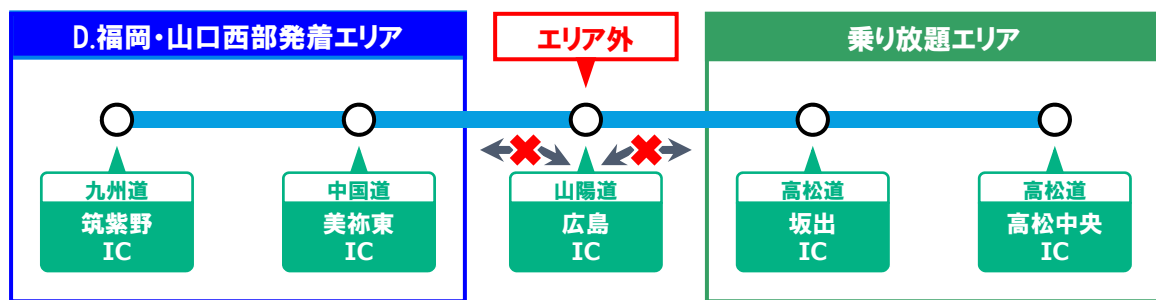 D.福岡・山口西部発着エリア
エリア外
乗り放題エリア
九州道
筑紫野
IC
中国道
美祢東
IC
山陽道
広島
IC
高松道
坂出
IC
高松道
高松中央
IC